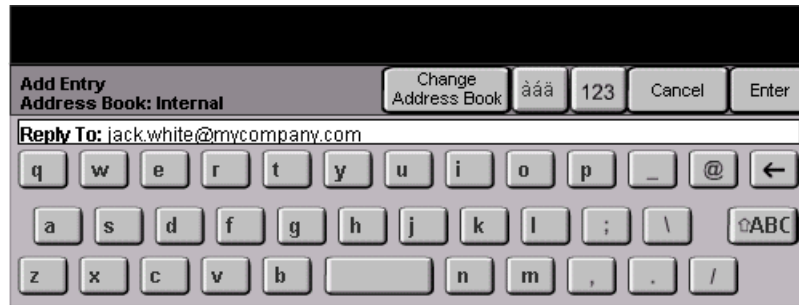 Add Entry
Address Book: Internal
Change
Address Book
àáä
123
Cancel
Enter
Reply To: jack.white@mycompany.com
q w e r t y u i o p _ @ ←
a s d f g h j k l ; \ ⇧ABC
z x c v b n m , . /